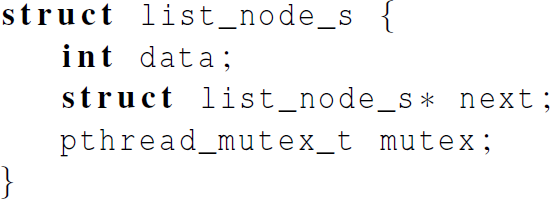 struct list_node_s {
int data;
struct list_node_s* next;
pthread_mutex_t mutex;
}